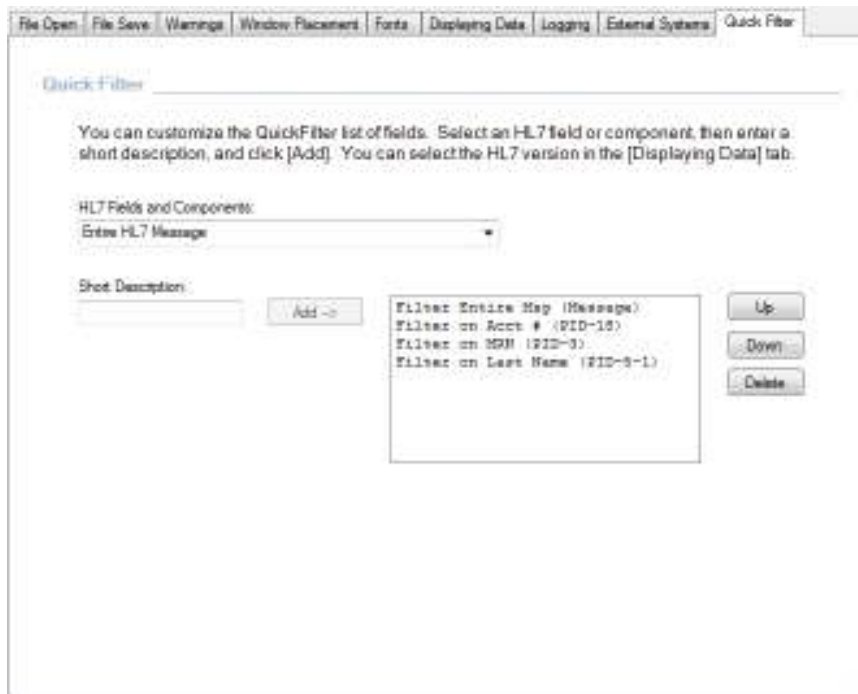 File Open File Save Warnings Window Placement Fonts Displaying Data Logging External Systems Quick Filter
Quick Filter
You can customize the QuickFilter list of fields. Select an HL7 field or component, then enter a
short description, and click [Add]. You can select the HL7 version in the [Displaying Data] tab.
HL7 Fields and Components:
Entire HL7 Message
Short Description
Add -->
Filter Entire Msg (Message)
Filter on Acct # (PID-18)
Filter on MRN (PID-3)
Filter on Last Name (PID-5-1)
Up
Down
Delete